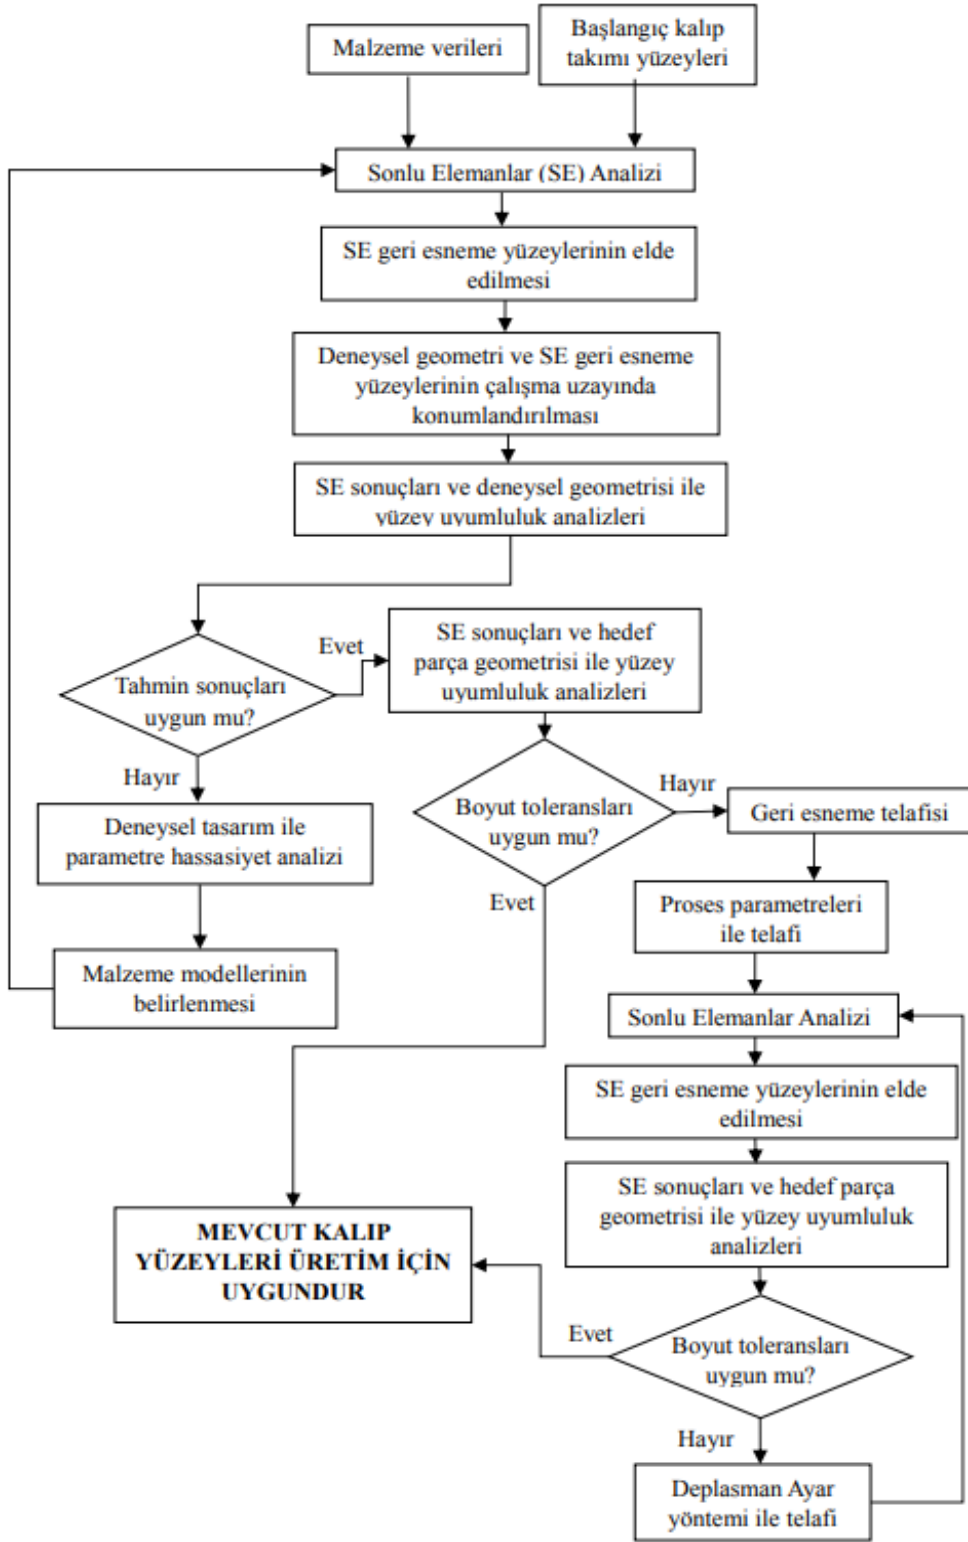 Malzeme verileri
Başlangıç kalıp
takımı yüzeyleri
Sonlu Elemanlar (SE) Analizi
SE geri esneme yüzeylerinin elde
edilmesi
Deneysel geometri ve SE geri esneme
yüzeylerinin çalışma uzayında
konumlandırılması
SE sonuçları ve deneysel geometrisi ile
yüzey uyumluluk analizleri
Evet
SE sonuçları ve hedef
parça geometrisi ile yüzey
uyumluluk analizleri
Tahmin sonuçları
uygun mu?
Hayır
Deneysel tasarım ile
parametre hassasiyet analizi
Malzeme modellerinin
belirlenmesi
Boyut toleransları
uygun mu?
Hayır
Geri esneme telafisi
Evet
Proses parametreleri
ile telafi
Sonlu Elemanlar Analizi
SE geri esneme yüzeylerinin elde
edilmesi
SE sonuçları ve hedef parça
geometrisi ile yüzey uyumluluk
analizleri
MEVCUT KALIP
YÜZEYLERİ ÜRETİM İÇİN
UYGUNDUR
Evet
Boyut toleransları
uygun mu?
Hayır
Deplasman Ayar
yöntemi ile telafi